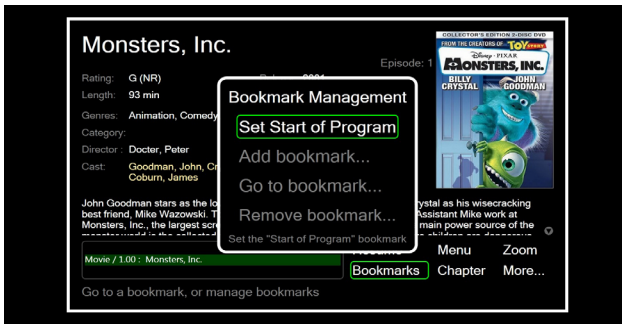 Monsters, Inc.
Episode: 1
Rating: G (NR)
Length: 93 min
Genres: Animation, Comedy
Category:
Director : Docter, Peter
Cast: Goodman, John, Cr
Coburn, James
John Goodman stars as the lo
rystal as his wisecracking
best friend, Mike Wazowski. T
Assistant Mike work at
Monsters, Inc., the largest scre
main power source of the
Bookmark Management
Set Start of Program
Add bookmark...
Go to bookmark...
Remove bookmark...
Set the "Start of Program" bookmark
Movie / 1.00 : Monsters, Inc.
Menu Zoom
Bookmarks Chapter More...
Go to a bookmark, or manage bookmarks
COLLECTOR'S EDITION 2-DISC DVD
FROM THE CREATORS OF TOY STORY
Disney · PIXAR
MONSTERS, INC.
BILLY CRYSTAL
JOHN GOODMAN